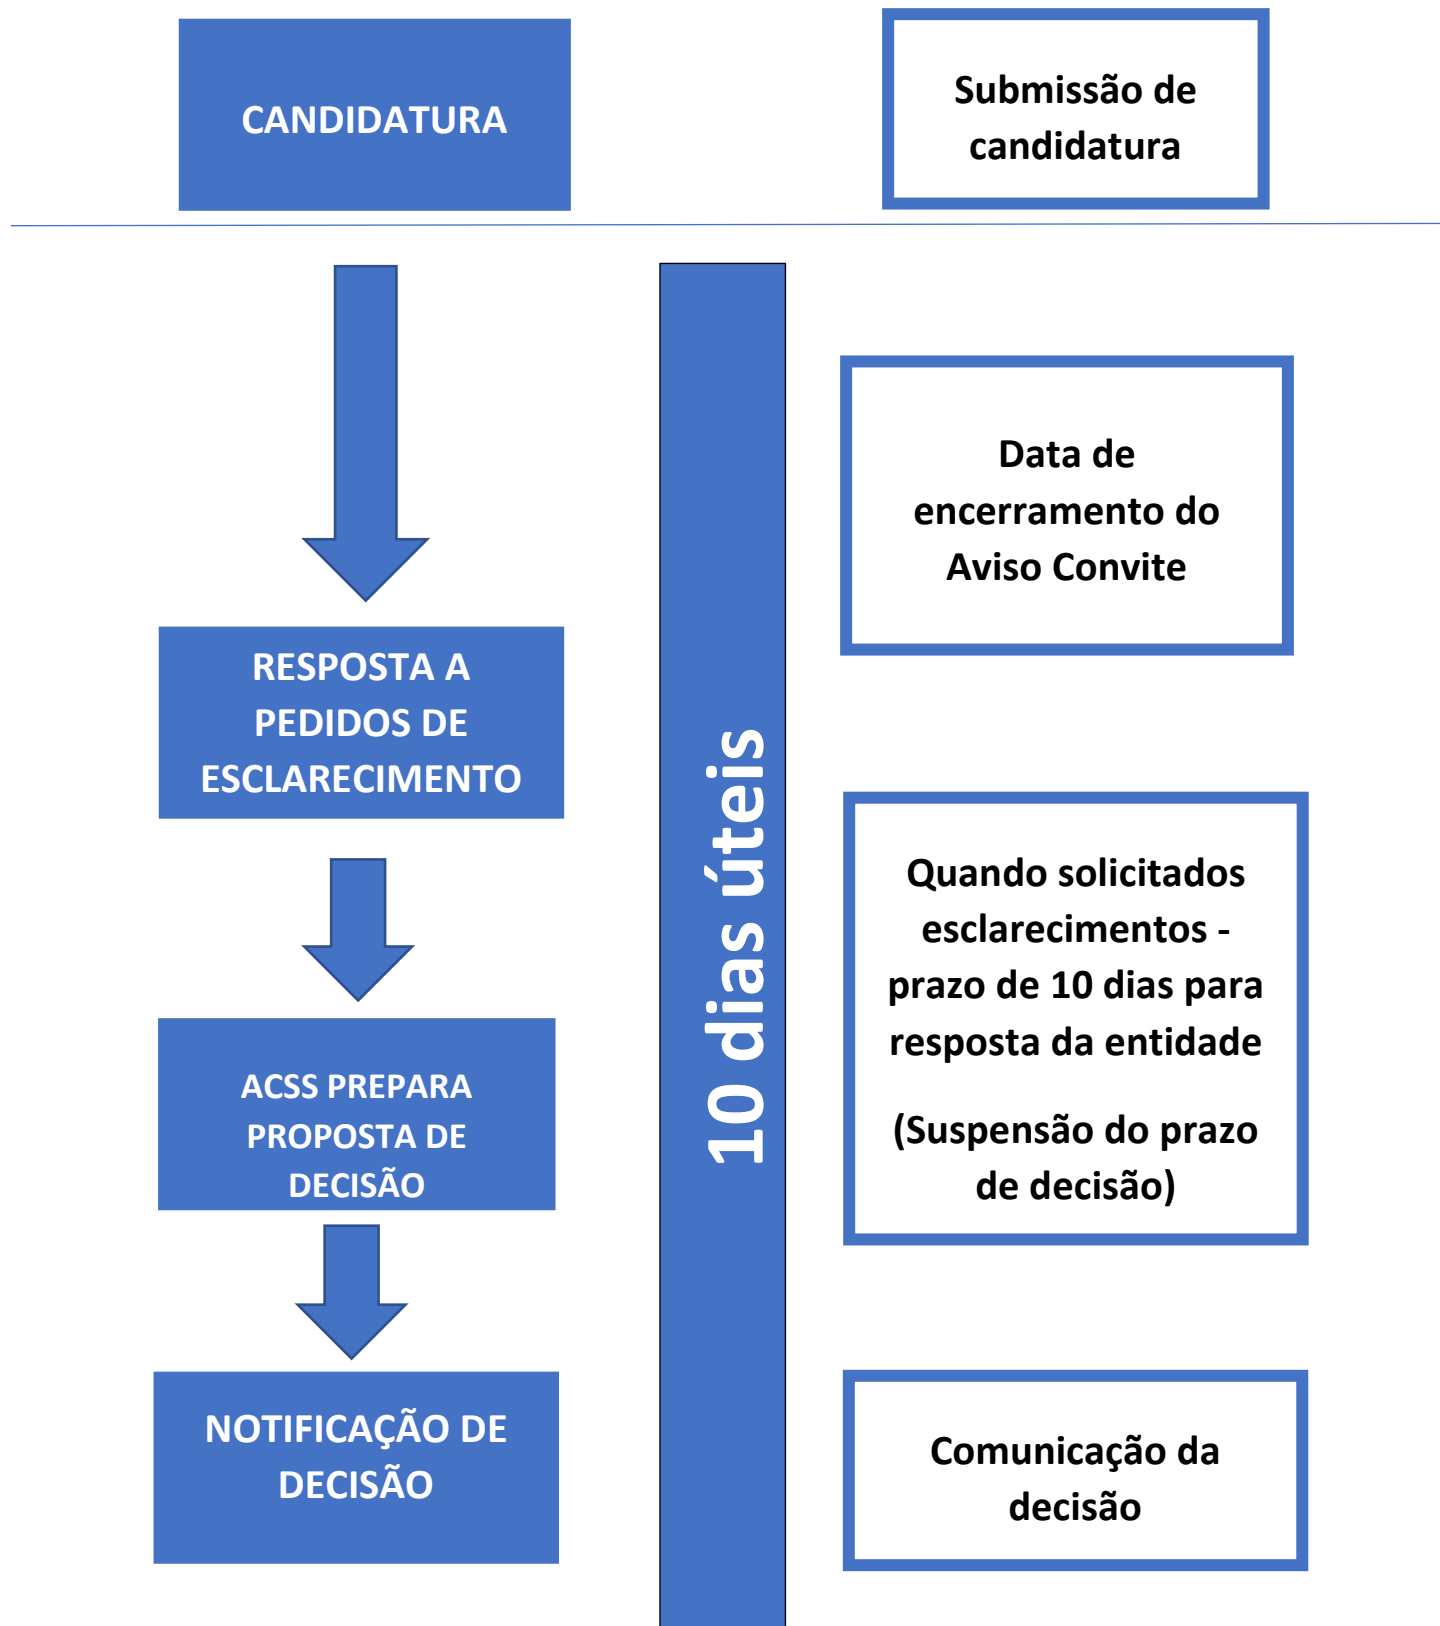 CANDIDATURA
Submissão de
candidatura
Data de
encerramento do
Aviso Convite
RESPOSTA A
PEDIDOS DE
ESCLARECIMENTO
10 dias úteis
Quando solicitados
esclarecimentos -
prazo de 10 dias para
resposta da entidade
(Suspensão do prazo
de decisão)
ACSS PREPARA
PROPOSTA DE
DECISÃO
NOTIFICAÇÃO DE
DECISÃO
Comunicação da
decisão